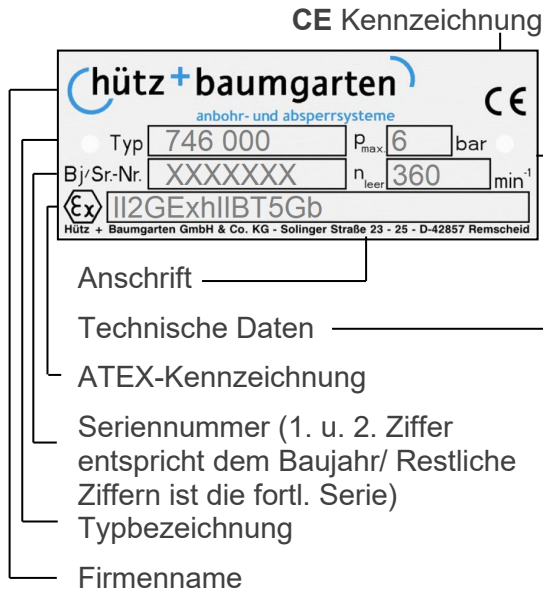 CE Kennzeichnung
hütz + baumgarten
anbohr- und absperrsysteme
CE
Typ 746 000 pmax. 6 bar
Bj/Sr.-Nr. XXXXXXX nleer 360 min-1
Ex II2GExhIIBT5Gb
Hütz + Baumgarten GmbH & Co. KG - Solinger Straße 23 - 25 - D-42857 Remscheid
Anschrift
Technische Daten
ATEX-Kennzeichnung
Seriennummer (1. u. 2. Ziffer
entspricht dem Baujahr/ Restliche
Ziffern ist die fortl. Serie)
Typbezeichnung
Firmenname